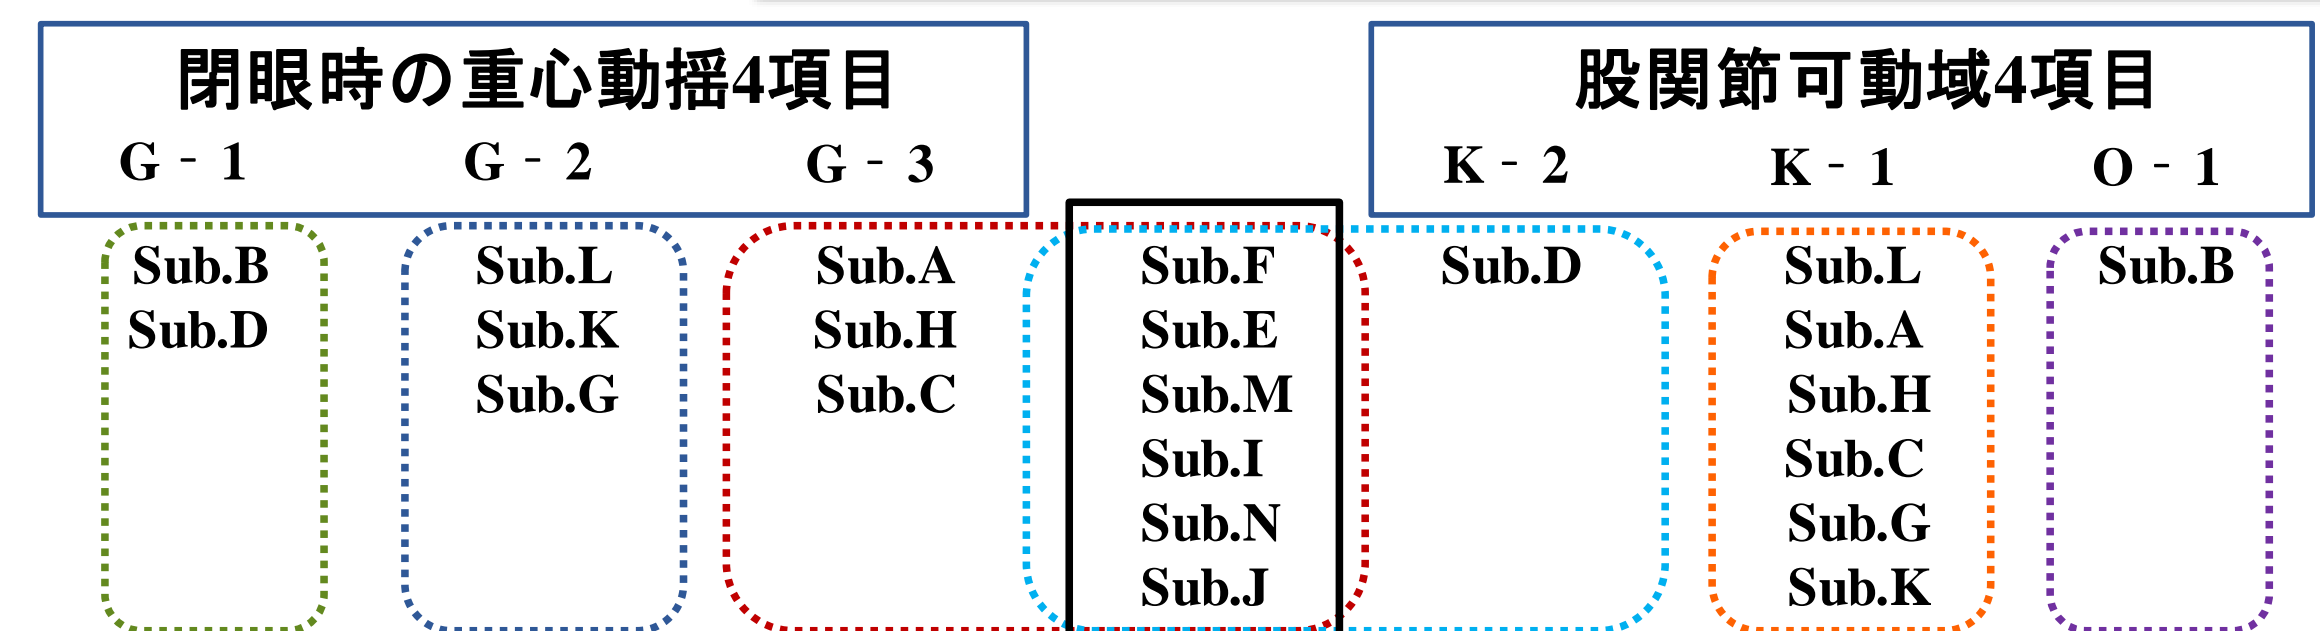 閉眼時の重心動揺4項目
G - 1 G - 2 G - 3
股関節可動域4項目
K - 2 K - 1 O - 1
Sub.B Sub.L Sub.A Sub.F Sub.D Sub.L Sub.B
Sub.D Sub.K Sub.H Sub.E Sub.A
Sub.G Sub.C Sub.M Sub.H
Sub.I Sub.C
Sub.N Sub.G
Sub.J Sub.K